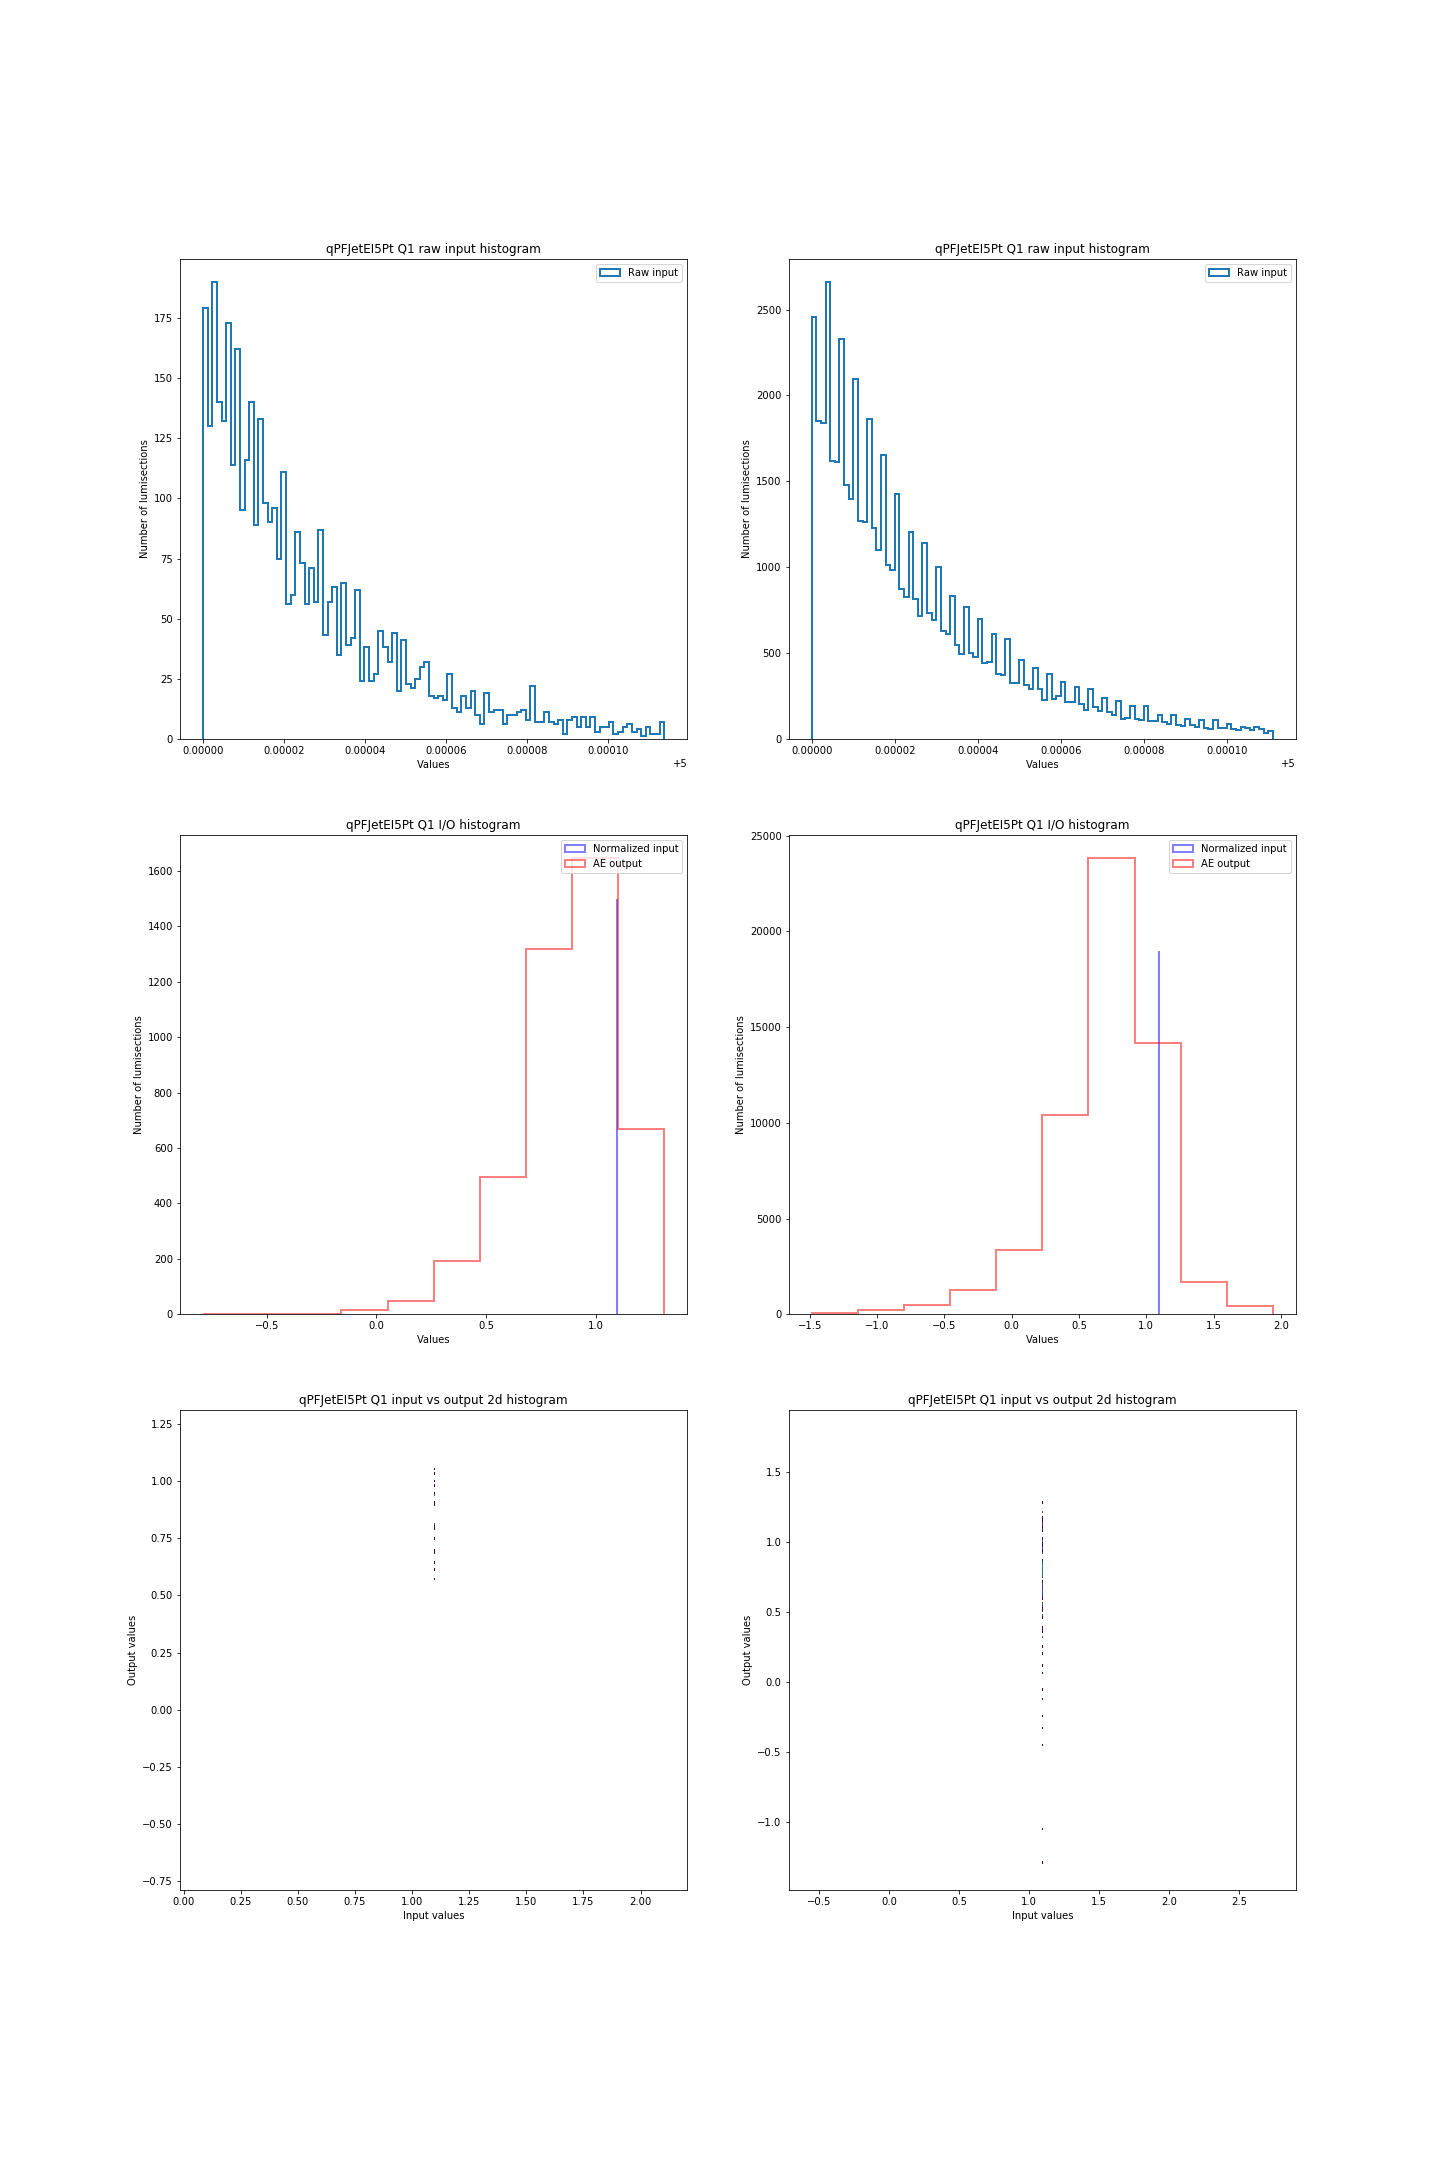 qPFJetEI5Pt Q1 raw input histogram
Raw input
175
150
125
100
75
50
25
0
Number of lumisections
0.00000 0.00002 0.00004 0.00006 0.00008 0.00010
Values
+5
qPFJetEI5Pt Q1 raw input histogram
Raw input
2500
2000
1500
1000
500
0
Number of lumisections
0.00000 0.00002 0.00004 0.00006 0.00008 0.00010
Values
+5
qPFJetEI5Pt Q1 I/O histogram
Normalized input
AE output
1600
1400
1200
1000
800
600
400
200
0
Number of lumisections
−0.5 0.0 0.5 1.0
Values
qPFJetEI5Pt Q1 I/O histogram
Normalized input
AE output
25000
20000
15000
10000
5000
0
Number of lumisections
−1.5 −1.0 −0.5 0.0 0.5 1.0 1.5 2.0
Values
qPFJetEI5Pt Q1 input vs output 2d histogram
1.25
1.00
0.75
0.50
0.25
0.00
−0.25
−0.50
−0.75
Output values
0.00 0.25 0.50 0.75 1.00 1.25 1.50 1.75 2.00
Input values
qPFJetEI5Pt Q1 input vs output 2d histogram
1.5
1.0
0.5
0.0
−0.5
−1.0
Output values
−0.5 0.0 0.5 1.0 1.5 2.0 2.5
Input values